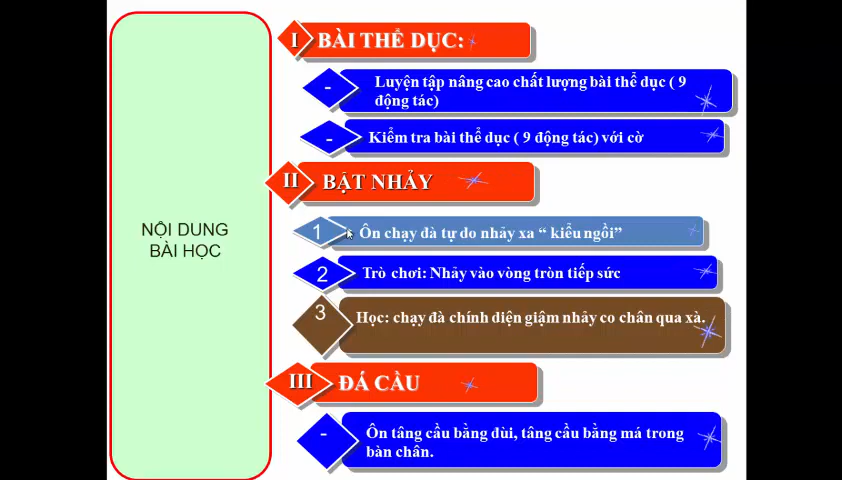 NỘI DUNG
BÀI HỌC
I BÀI THỂ DỤC:
- Luyện tập nâng cao chất lượng bài thể dục ( 9
động tác)
- Kiểm tra bài thể dục ( 9 động tác) với cờ
II BẬT NHẢY
1 Ôn chạy đà tự do nhảy xa “ kiểu ngồi”
2 Trò chơi: Nhảy vào vòng tròn tiếp sức
3 Học: chạy đà chính diện giậm nhảy co chân qua xà.
III ĐÁ CẦU
- Ôn tâng cầu bằng đùi, tâng cầu bằng má trong
bàn chân.